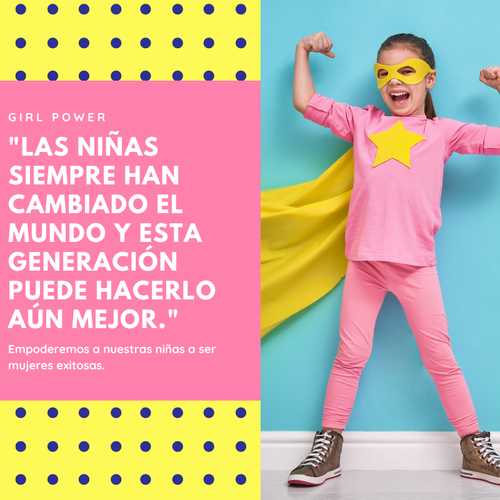 GIRL POWER
"LAS NIÑAS
SIEMPRE HAN
CAMBIADO EL
MUNDO Y ESTA
GENERACIÓN
PUEDE HACERLO
AÚN MEJOR."
Empoderemos a nuestras niñas a ser
mujeres exitosas.